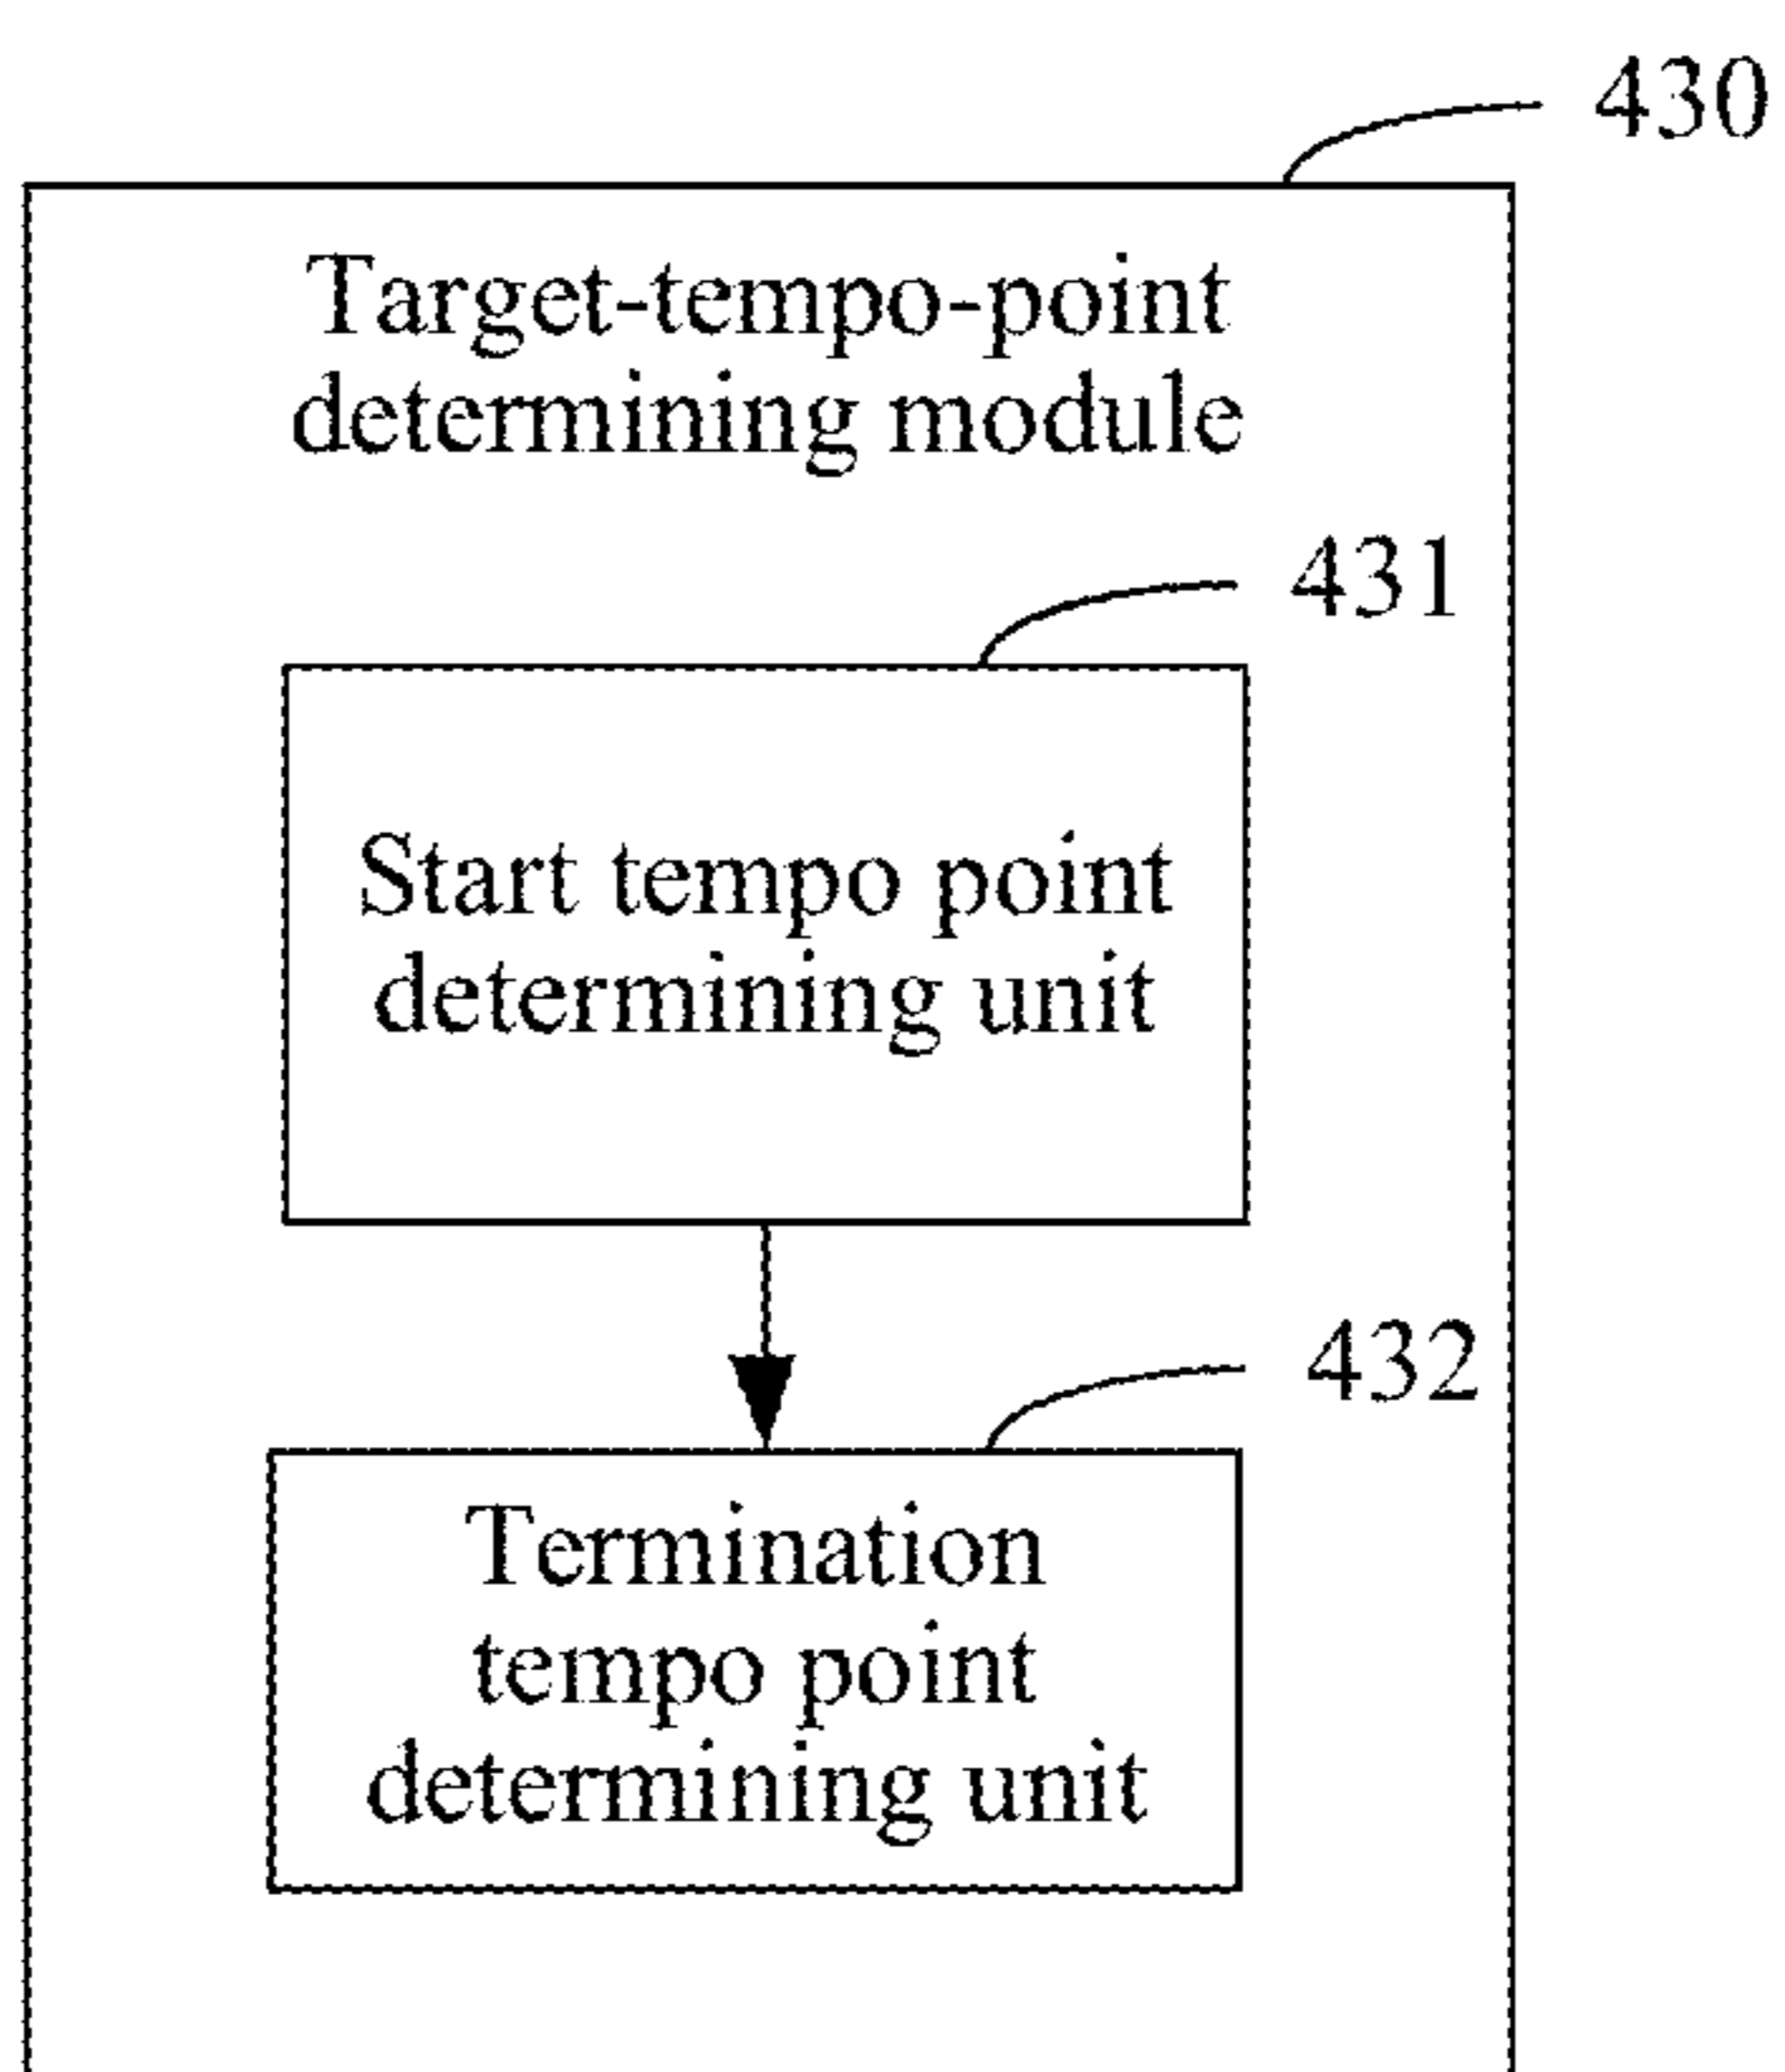 430
Target-tempo-point
determining module
431
Start tempo point
determining unit
432
Termination
tempo point
determining unit